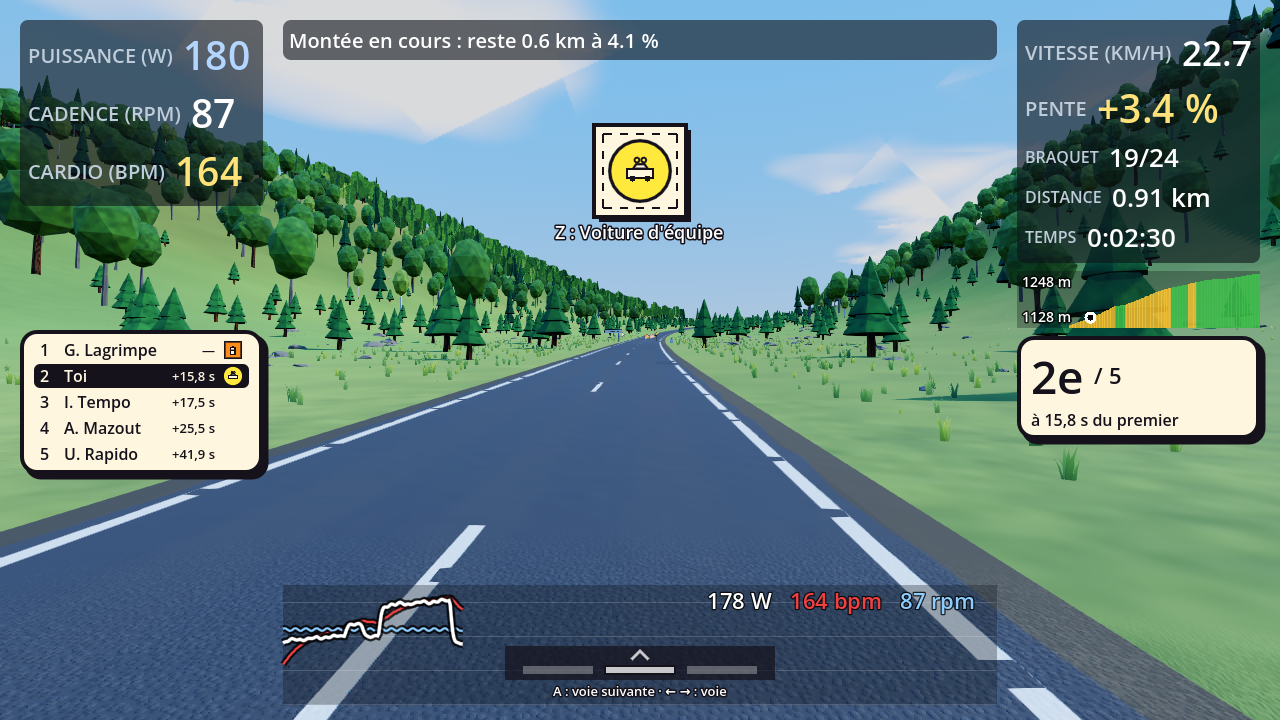 PUISSANCE (W) 180
CADENCE (RPM) 87
CARDIO (BPM) 164
Montée en cours : reste 0.6 km à 4.1 %
VITESSE (KM/H) 22.7
PENTE +3.4 %
BRAQUET 19/24
DISTANCE 0.91 km
TEMPS 0:02:30
Z : Voiture d'équipe
1248 m
1128 m
1 G. Lagrimpe —
2 Toi +15,8 s
3 I. Tempo +17,5 s
4 A. Mazout +25,5 s
5 U. Rapido +41,9 s
2e / 5
à 15,8 s du premier
178 W 164 bpm 87 rpm
A : voie suivante · ← → : voie